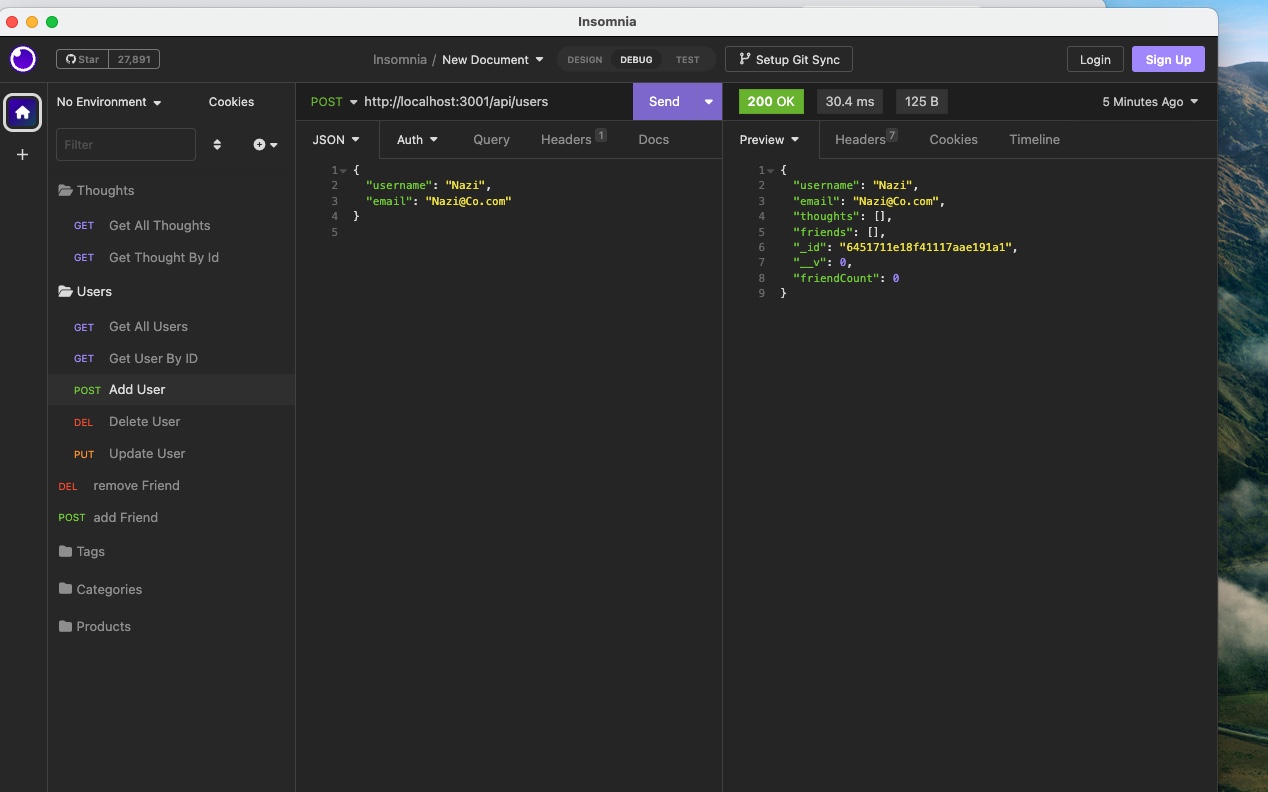 Insomnia
Star 27,891
Insomnia / New Document
DESIGN DEBUG TEST
Setup Git Sync
Login
Sign Up
No Environment
Cookies
POST http://localhost:3001/api/users
Send
200 OK
30.4 ms
125 B
5 Minutes Ago
Filter
JSON
Auth
Query
Headers 1
Docs
Preview
Headers 7
Cookies
Timeline
Thoughts
GET Get All Thoughts
GET Get Thought By Id
Users
GET Get All Users
GET Get User By ID
POST Add User
DEL Delete User
PUT Update User
DEL remove Friend
POST add Friend
Tags
Categories
Products
1 {
2 "username": "Nazi",
3 "email": "Nazi@Co.com"
4 }
5
1 {
2 "username": "Nazi",
3 "email": "Nazi@Co.com",
4 "thoughts": [],
5 "friends": [],
6 "_id": "6451711e18f41117aae191a1",
7 "__v": 0,
8 "friendCount": 0
9 }